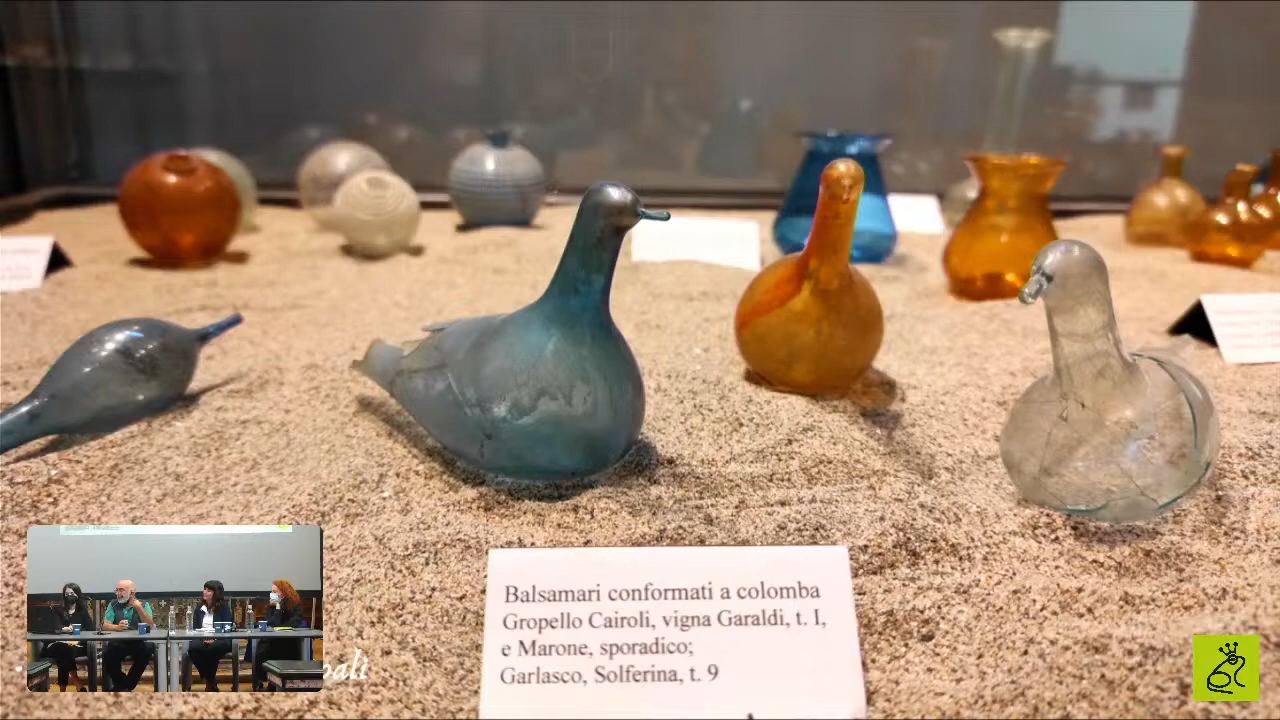 Balsamari conformati a colomba
Gropello Cairoli, vigna Garaldi, t. I,
e Marone, sporadico;
Garlasco, Solferina, t. 9